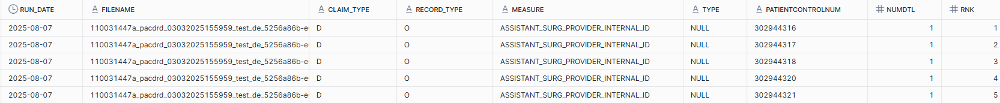 RUN_DATE A FILENAME A CLAIM_TYPE A RECORD_TYPE A MEASURE A TYPE A PATIENTCONTROLNUM # NUMDTL # RNK
2025-08-07 110031447a_pacdrd_03032025155959_test_de_5256a86b-e D O ASSISTANT_SURG_PROVIDER_INTERNAL_ID NULL 302944316 1 1
2025-08-07 110031447a_pacdrd_03032025155959_test_de_5256a86b-e D O ASSISTANT_SURG_PROVIDER_INTERNAL_ID NULL 302944317 1 2
2025-08-07 110031447a_pacdrd_03032025155959_test_de_5256a86b-e D O ASSISTANT_SURG_PROVIDER_INTERNAL_ID NULL 302944318 1 3
2025-08-07 110031447a_pacdrd_03032025155959_test_de_5256a86b-e D O ASSISTANT_SURG_PROVIDER_INTERNAL_ID NULL 302944320 1 4
2025-08-07 110031447a_pacdrd_03032025155959_test_de_5256a86b-e D O ASSISTANT_SURG_PROVIDER_INTERNAL_ID NULL 302944321 1 5